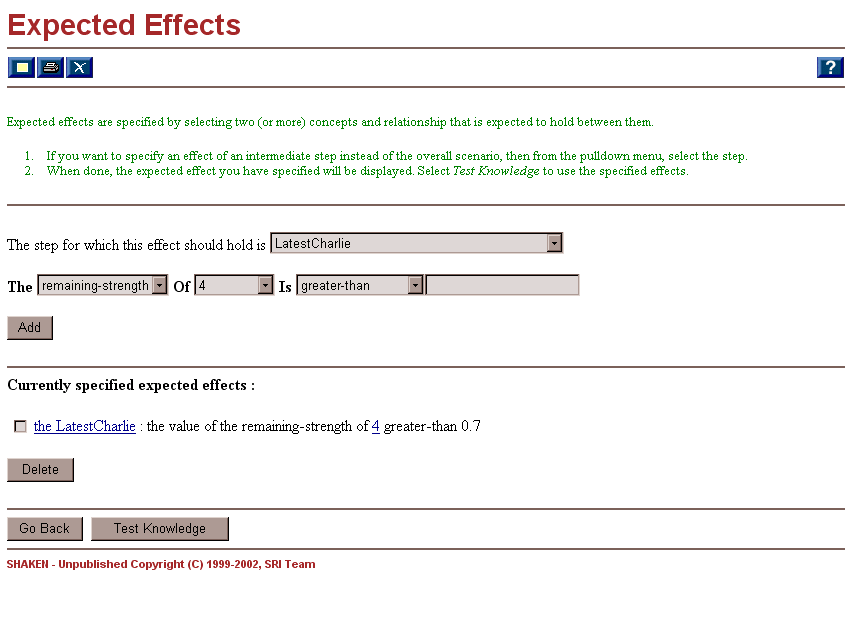 Expected Effects
?
Expected effects are specified by selecting two (or more) concepts and relationship that is expected to hold between them.
1. If you want to specify an effect of an intermediate step instead of the overall scenario, then from the pulldown menu, select the step.
2. When done, the expected effect you have specified will be displayed. Select Test Knowledge to use the specified effects.
The step for which this effect should hold is LatestCharlie
The remaining-strength Of 4 Is greater-than
Add
Currently specified expected effects :
the LatestCharlie : the value of the remaining-strength of 4 greater-than 0.7
Delete
Go Back Test Knowledge
SHAKEN - Unpublished Copyright (C) 1999-2002, SRI Team